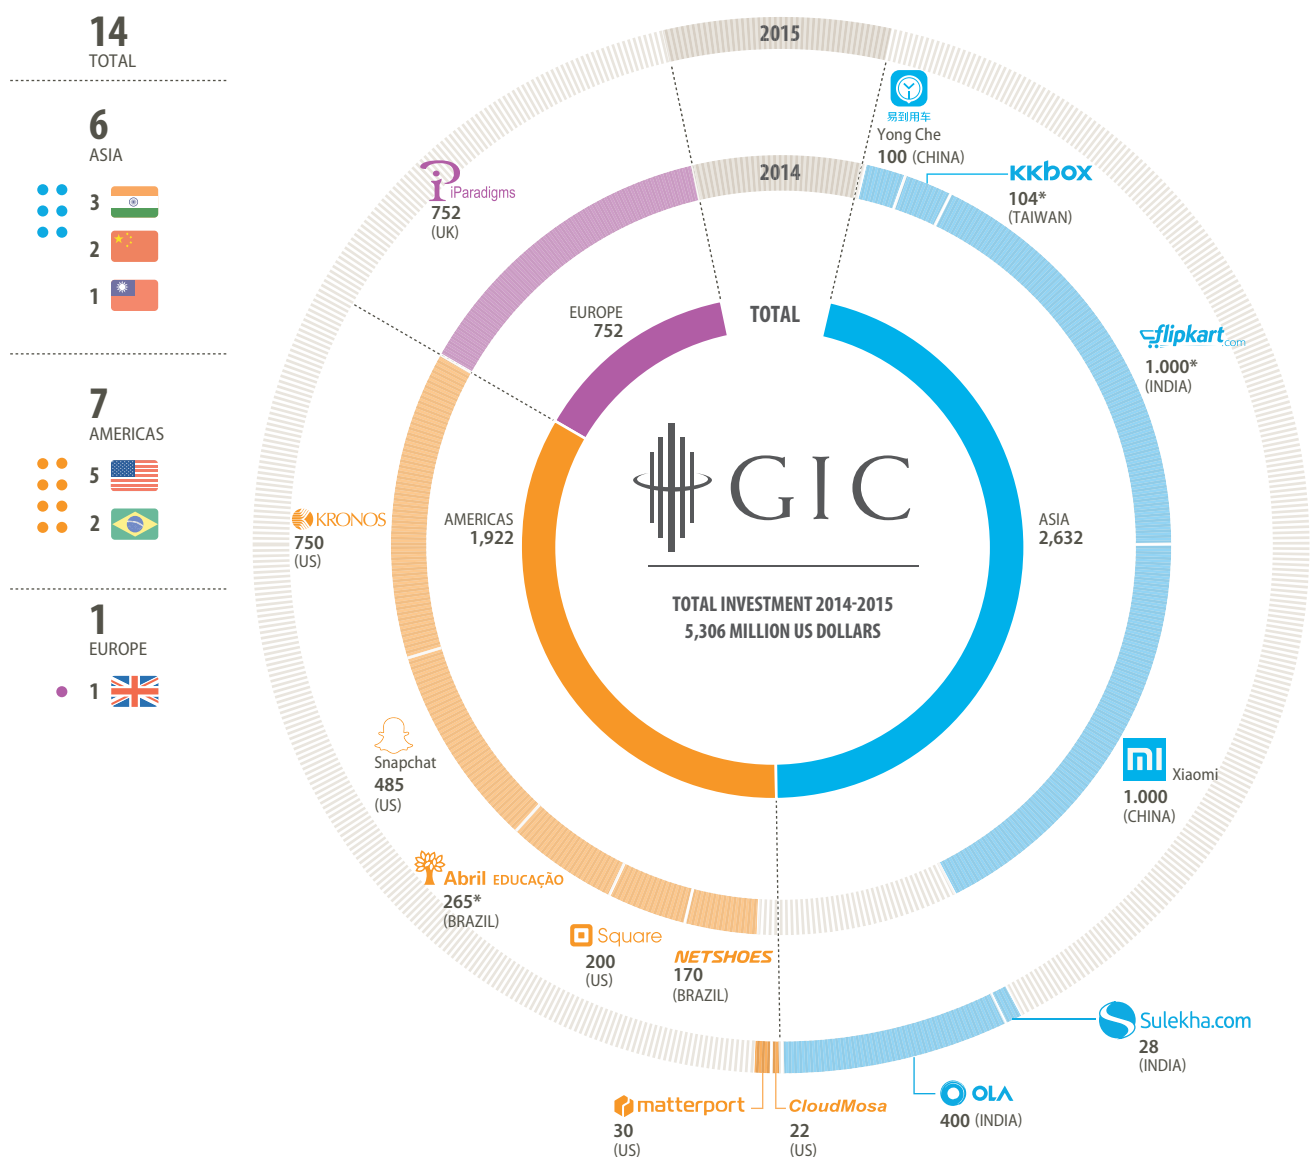 14
TOTAL
6
ASIA
3
2
1
7
AMERICAS
5
2
1
EUROPE
1
2015
2014
TOTAL
易到用车
Yong Che
100 (CHINA)
KKBOX
104*
(TAIWAN)
flipkart.com
1.000*
(INDIA)
mi
Xiaomi
1.000
(CHINA)
Sulekha.com
28
(INDIA)
OLA
400 (INDIA)
iParadigms
752
(UK)
KRONOS
750
(US)
Snapchat
485
(US)
Abril EDUCAÇÃO
265*
(BRAZIL)
Square
200
(US)
NETSHOES
170
(BRAZIL)
matterport
30
(US)
CloudMosa
22
(US)
EUROPE
752
AMERICAS
1,922
ASIA
2,632
GIC
TOTAL INVESTMENT 2014-2015
5,306 MILLION US DOLLARS